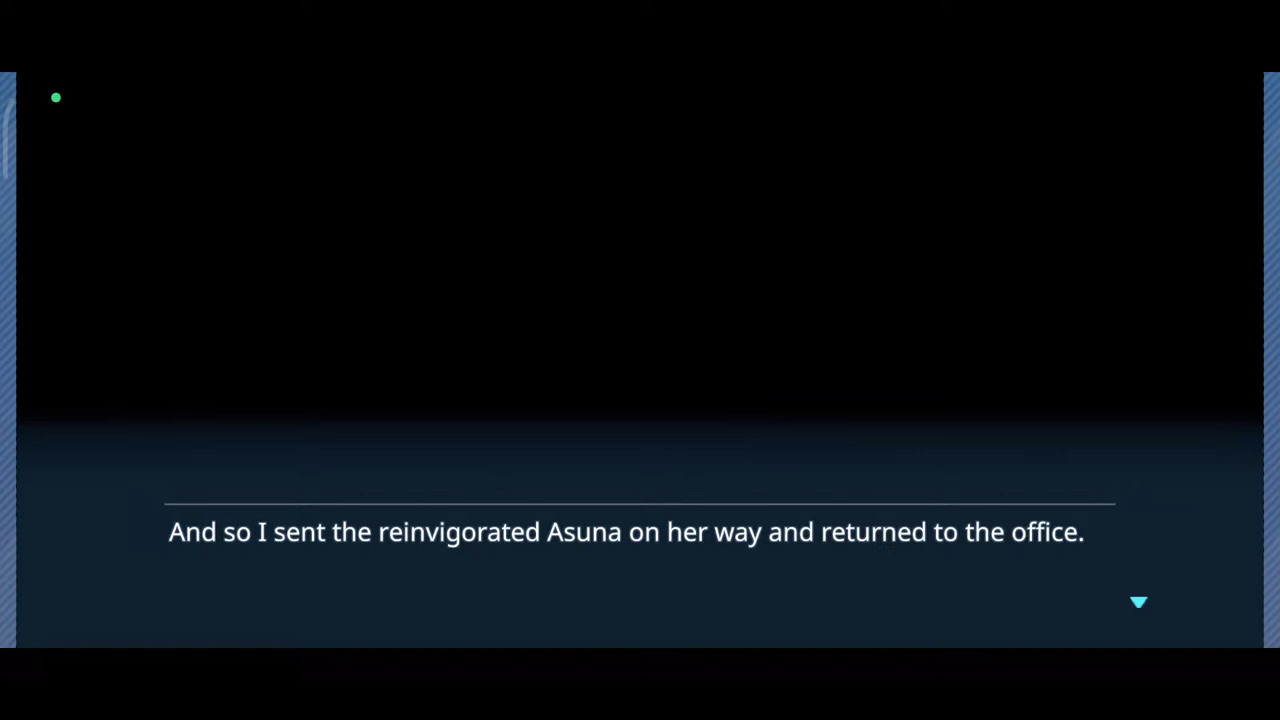 And so I sent the reinvigorated Asuna on her way and returned to the office.